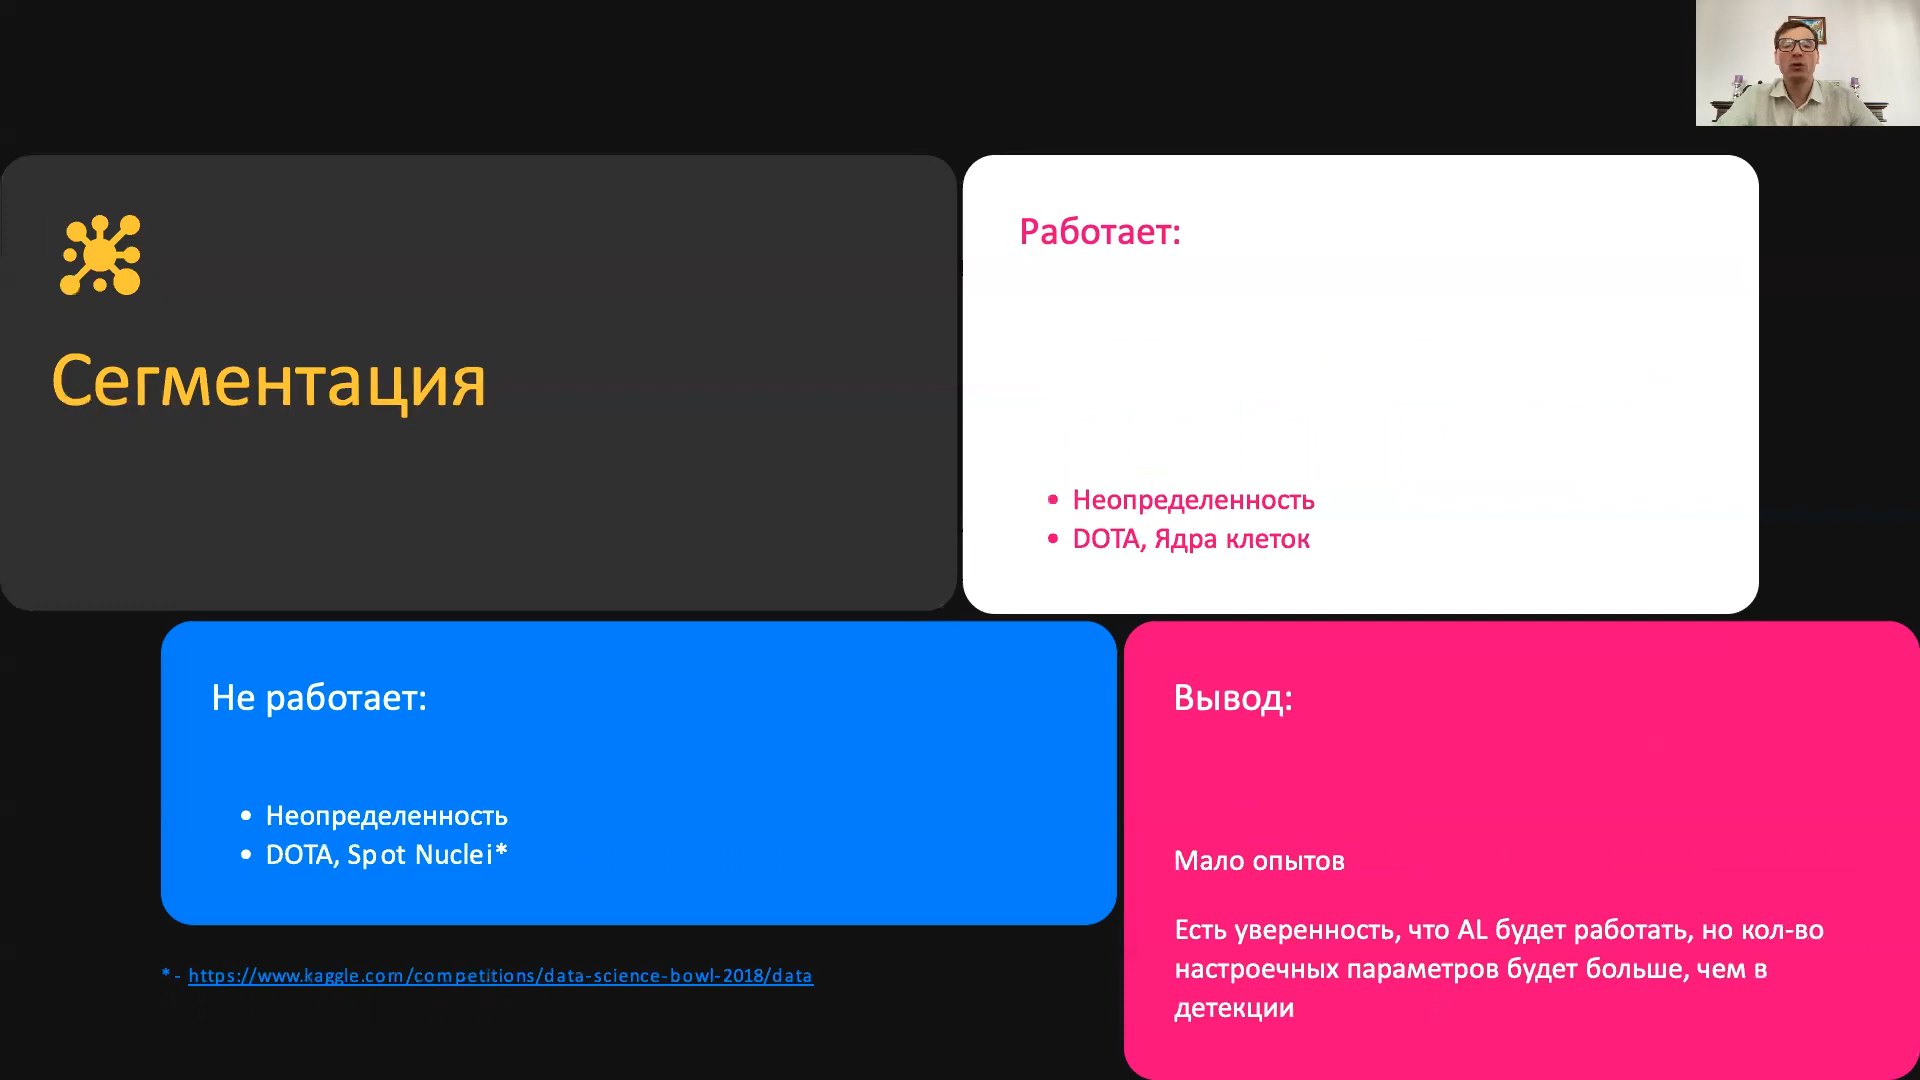 Сегментация
Работает:
• Неопределенность
• DOTA, Ядра клеток
Не работает:
• Неопределенность
• DOTA, Spot Nuclei*
* - https://www.kaggle.com/competitions/data-science-bowl-2018/data
Вывод:
Мало опытов
Есть уверенность, что AL будет работать, но кол-во
настроечных параметров будет больше, чем в
детекции